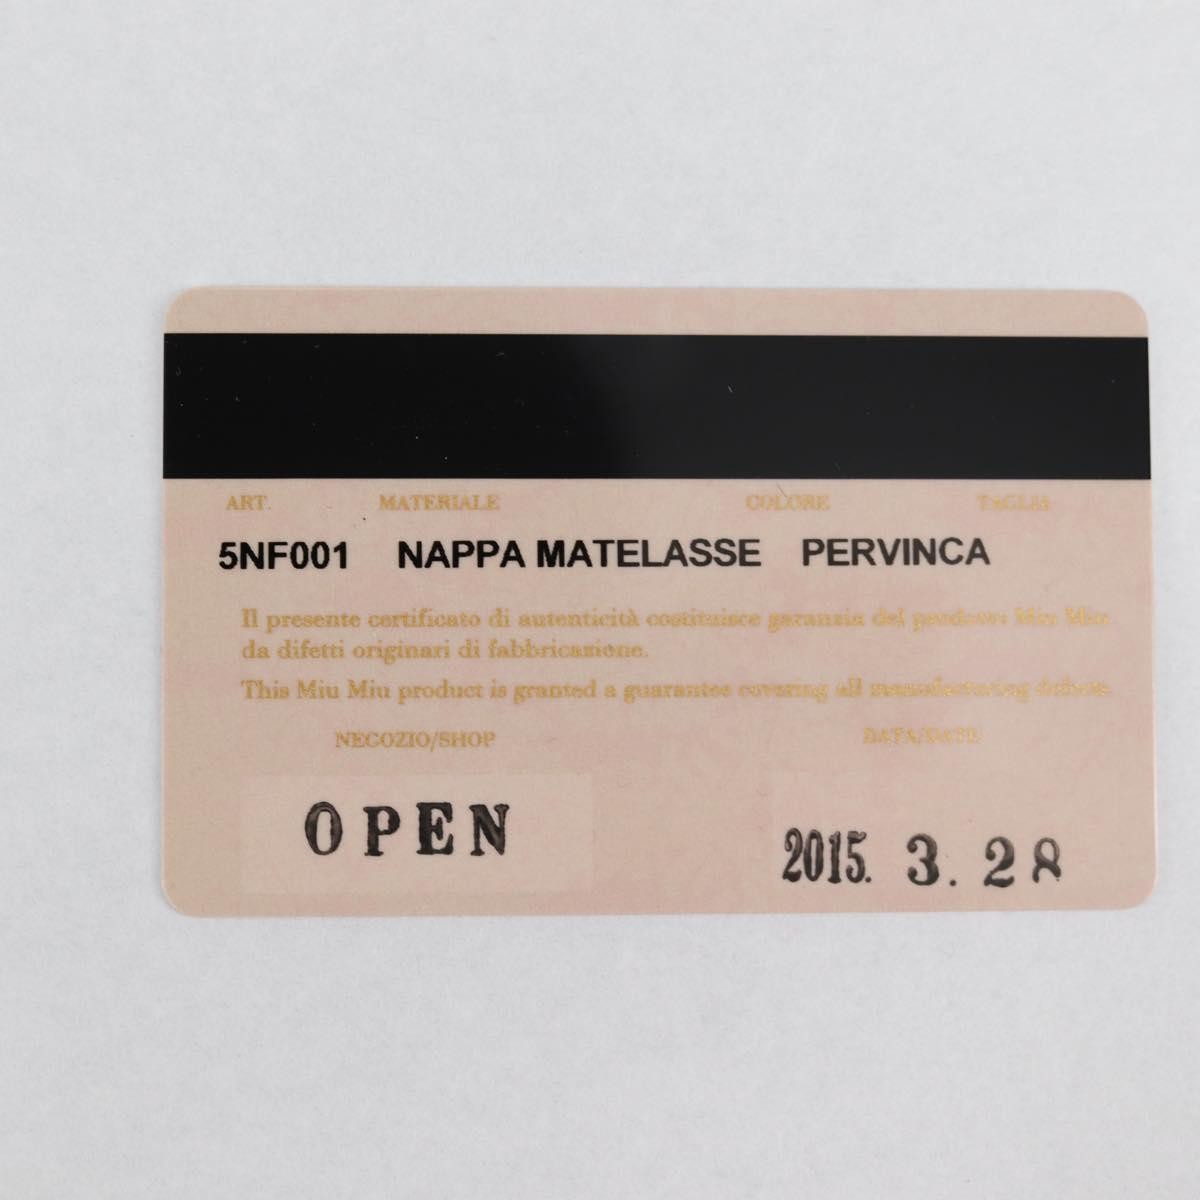 ART. MATERIALE COLORE TAGLIA
5NF001 NAPPA MATELASSE PERVINCA
Il presente certificato di autenticità costituisce garanzia del prodotto Miu Miu
da difetti originari di fabbricazione.
This Miu Miu product is granted a guarantee covering all manufacturing defects.
NEGOZIO/SHOP DATA/DATE
OPEN 2015. 3. 28